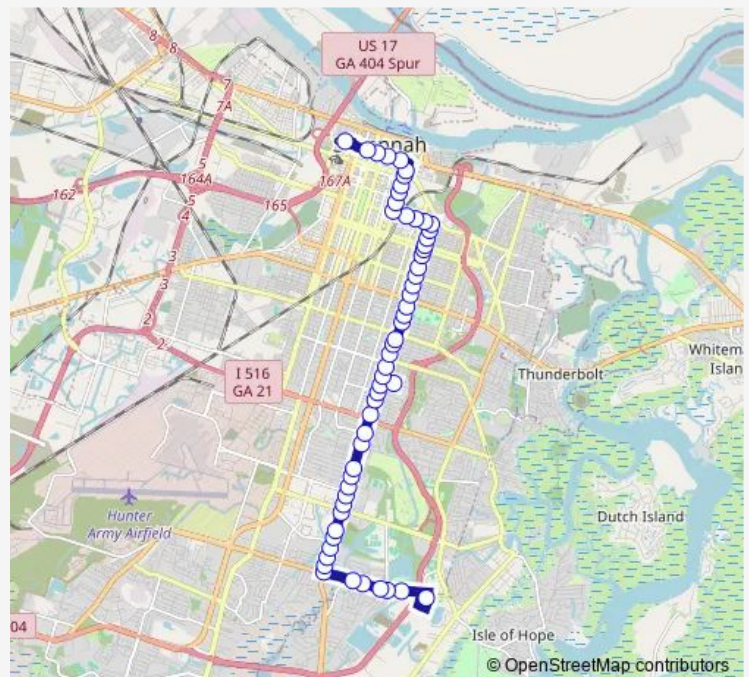 8
8
US 17
GA 404 Spur
7
7A
nnah
5
164A
167A
162
5
4
165
3
3
2
2
I 516
GA 21
Whitem
Islan
Thunderbolt
Hunter
Army Airfield
Dutch Island
04
Isle of Hope
© OpenStreetMap contributors